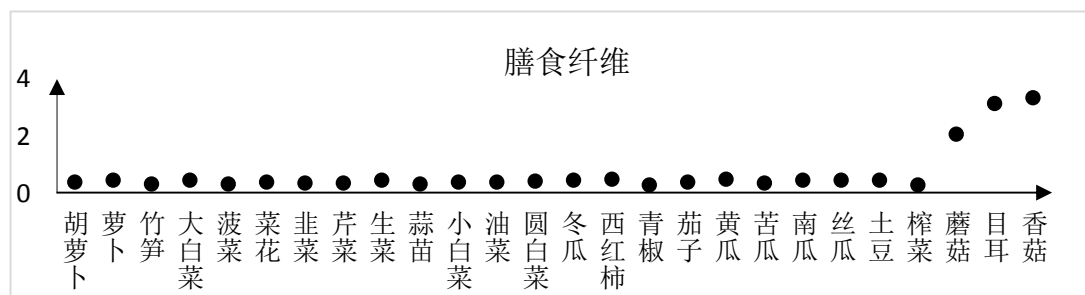 膳食纤维
4
2
0
胡萝卜
萝卜
竹笋
大白菜
菠菜
菜花
韭菜
芹菜
生菜
蒜苗
小白菜
油菜
圆白菜
冬瓜
西红柿
青椒
茄子
黄瓜
苦瓜
南瓜
丝瓜
土豆
榨菜
蘑菇
目耳
香菇